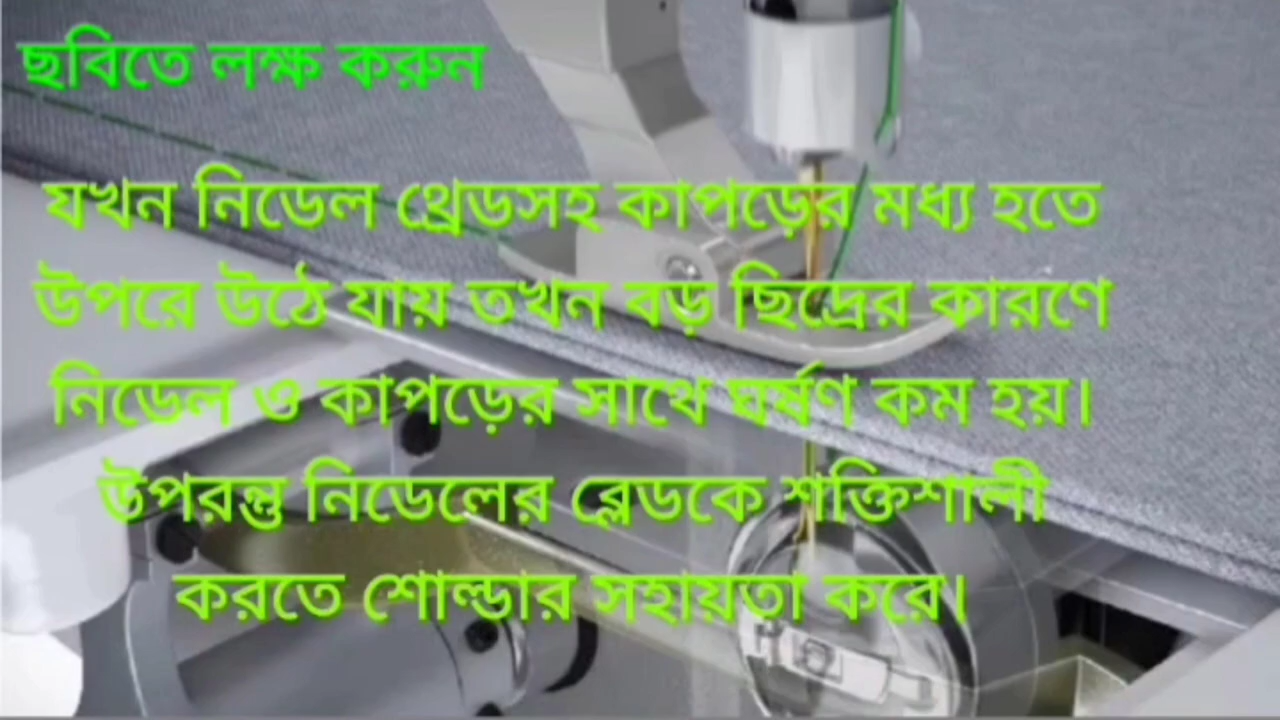 ছবিতে লক্ষ করুন
যখন নিডেল থ্রেডসহ কাপড়ের মধ্য হতে
উপরে উঠে যায় তখন বড় ছিদ্রের কারণে
নিডেল ও কাপড়ের সাথে ঘর্ষণ কম হয়।
উপরন্তু নিডেলের ব্লেডকে শক্তিশালী
করতে শোল্ডার সহায়তা করে।